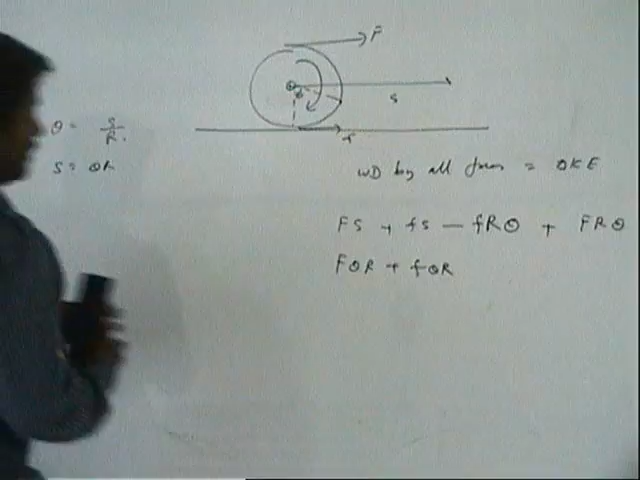 F
s
f
θ = s/R.
s = θR
WD by all forces = ΔKE
FS + fs — fRθ + FRθ
FθR + fθR